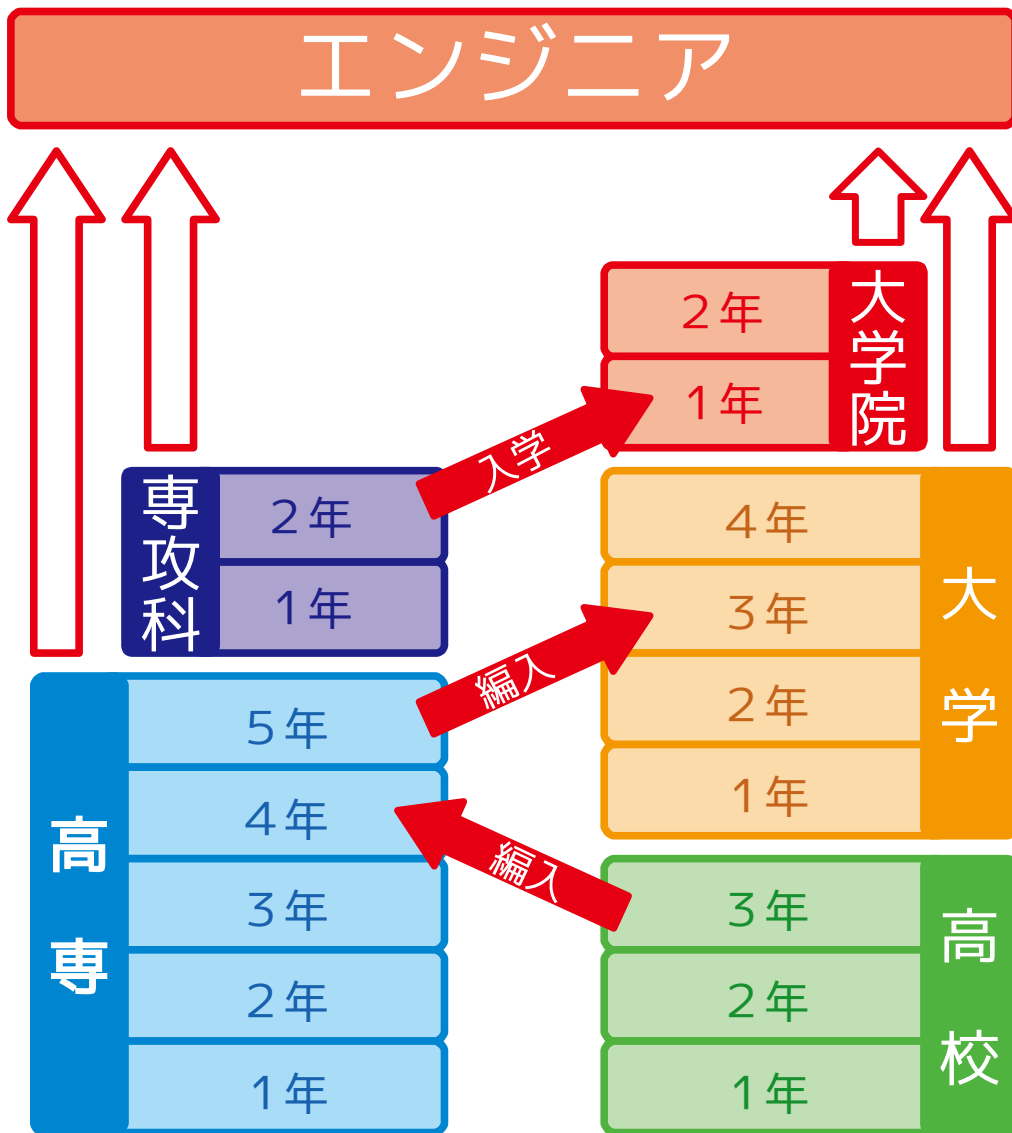 エンジニア
大学院
２年
１年
入学
専攻科
２年
１年
大学
４年
３年
２年
１年
編入
高専
５年
４年
３年
２年
１年
編入
高校
３年
２年
１年